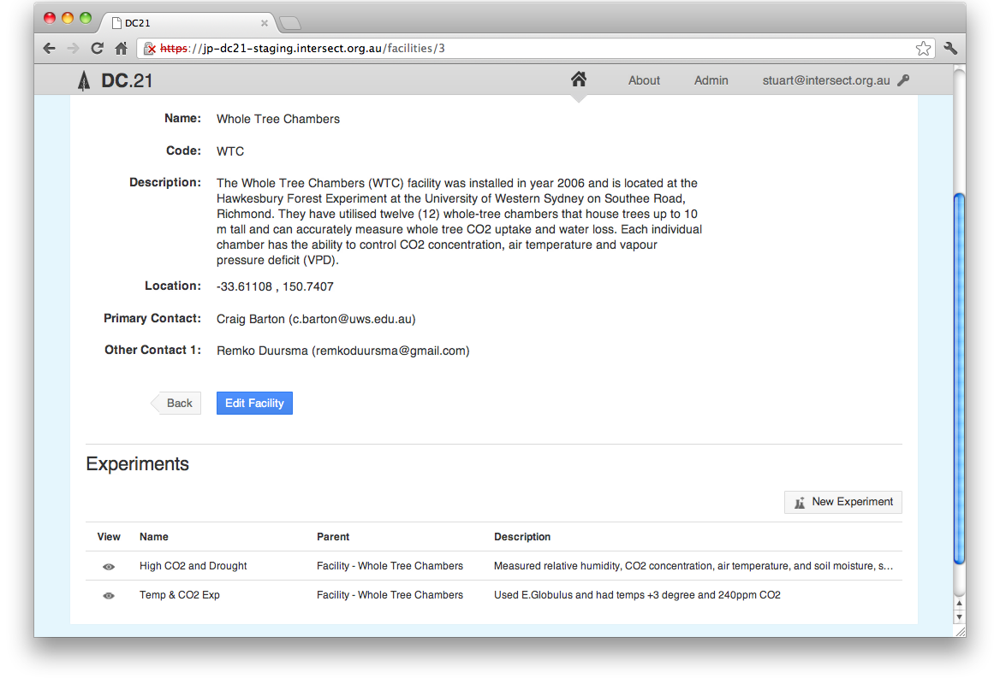 DC21
https://jp-dc21-staging.intersect.org.au/facilities/3
DC.21
About
Admin
stuart@intersect.org.au
Name: Whole Tree Chambers
Code: WTC
Description: The Whole Tree Chambers (WTC) facility was installed in year 2006 and is located at the
Hawkesbury Forest Experiment at the University of Western Sydney on Southee Road,
Richmond. They have utilised twelve (12) whole-tree chambers that house trees up to 10
m tall and can accurately measure whole tree CO2 uptake and water loss. Each individual
chamber has the ability to control CO2 concentration, air temperature and vapour
pressure deficit (VPD).
Location: -33.61108 , 150.7407
Primary Contact: Craig Barton (c.barton@uws.edu.au)
Other Contact 1: Remko Duursma (remkoduursma@gmail.com)
Back
Edit Facility
Experiments
New Experiment
View Name Parent Description
High CO2 and Drought Facility - Whole Tree Chambers Measured relative humidity, CO2 concentration, air temperature, and soil moisture, s...
Temp & CO2 Exp Facility - Whole Tree Chambers Used E.Globulus and had temps +3 degree and 240ppm CO2